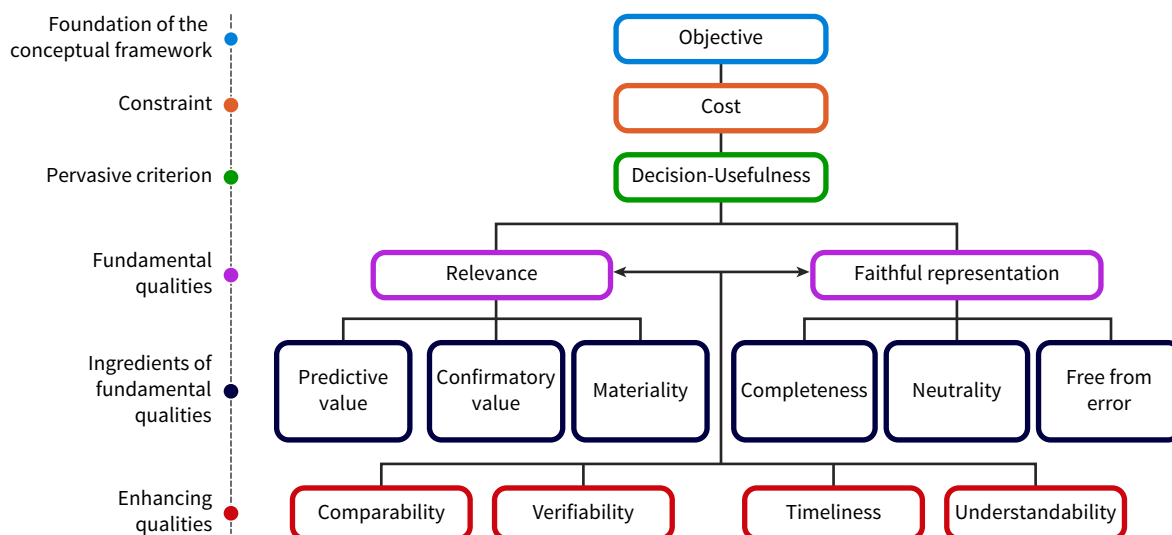 Foundation of the
conceptual framework
Objective
Constraint
Cost
Pervasive criterion
Decision-Usefulness
Fundamental
qualities
Relevance
Faithful representation
Ingredients of
fundamental
qualities
Predictive
value
Confirmatory
value
Materiality
Completeness
Neutrality
Free from
error
Enhancing
qualities
Comparability
Verifiability
Timeliness
Understandability